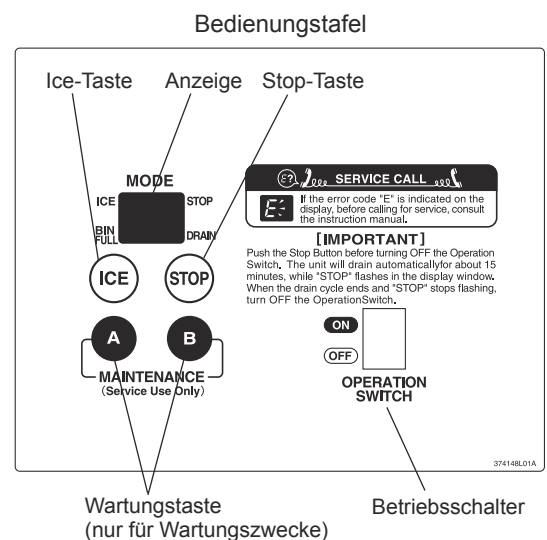 Bedienungstafel
Ice-Taste Anzeige Stop-Taste
MODE
ICE STOP
BIN
FULL DRAIN
ICE STOP
A B
MAINTENANCE
(Service Use Only)
E? SERVICE CALL
E
If the error code "E" is indicated on the
display, before calling for service, consult
the instruction manual.
[IMPORTANT]
Push the Stop Button before turning OFF the Operation
Switch. The unit will drain automaticallyfor about 15
minutes, while "STOP" flashes in the display window.
When the drain cycle ends and "STOP" stops flashing,
turn OFF the OperationSwitch.
ON
OFF
OPERATION
SWITCH
374148L01A
Wartungstaste
(nur für Wartungszwecke)
Betriebsschalter